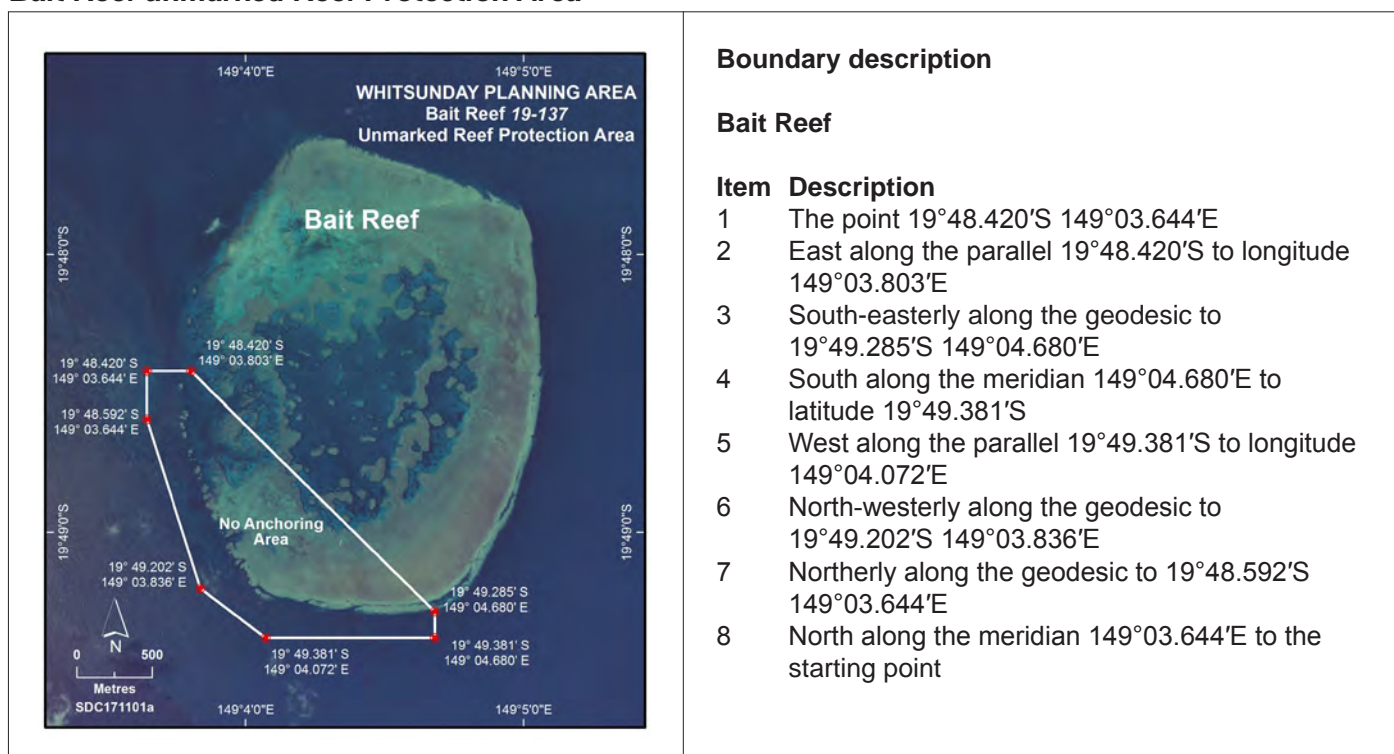 Bait Reef unmarked Reef Protection Area
149°4'0"E
149°5'0"E
WHITSUNDAY PLANNING AREA
Bait Reef 19-137
Unmarked Reef Protection Area
Bait Reef
19°48'0"S
19°48'0"S
19° 48.420' S
149° 03.803' E
19° 48.420' S
149° 03.644' E
19° 48.592' S
149° 03.644' E
No Anchoring
Area
19°49'0"S
19°49'0"S
19° 49.202' S
149° 03.836' E
19° 49.285' S
149° 04.680' E
19° 49.381' S
149° 04.072' E
19° 49.381' S
149° 04.680' E
N
0 500
Metres
SDC171101a
149°4'0"E
149°5'0"E
Boundary description
Bait Reef
Item Description
1 The point 19°48.420′S 149°03.644′E
2 East along the parallel 19°48.420′S to longitude
149°03.803′E
3 South-easterly along the geodesic to
19°49.285′S 149°04.680′E
4 South along the meridian 149°04.680′E to
latitude 19°49.381′S
5 West along the parallel 19°49.381′S to longitude
149°04.072′E
6 North-westerly along the geodesic to
19°49.202′S 149°03.836′E
7 Northerly along the geodesic to 19°48.592′S
149°03.644′E
8 North along the meridian 149°03.644′E to the
starting point